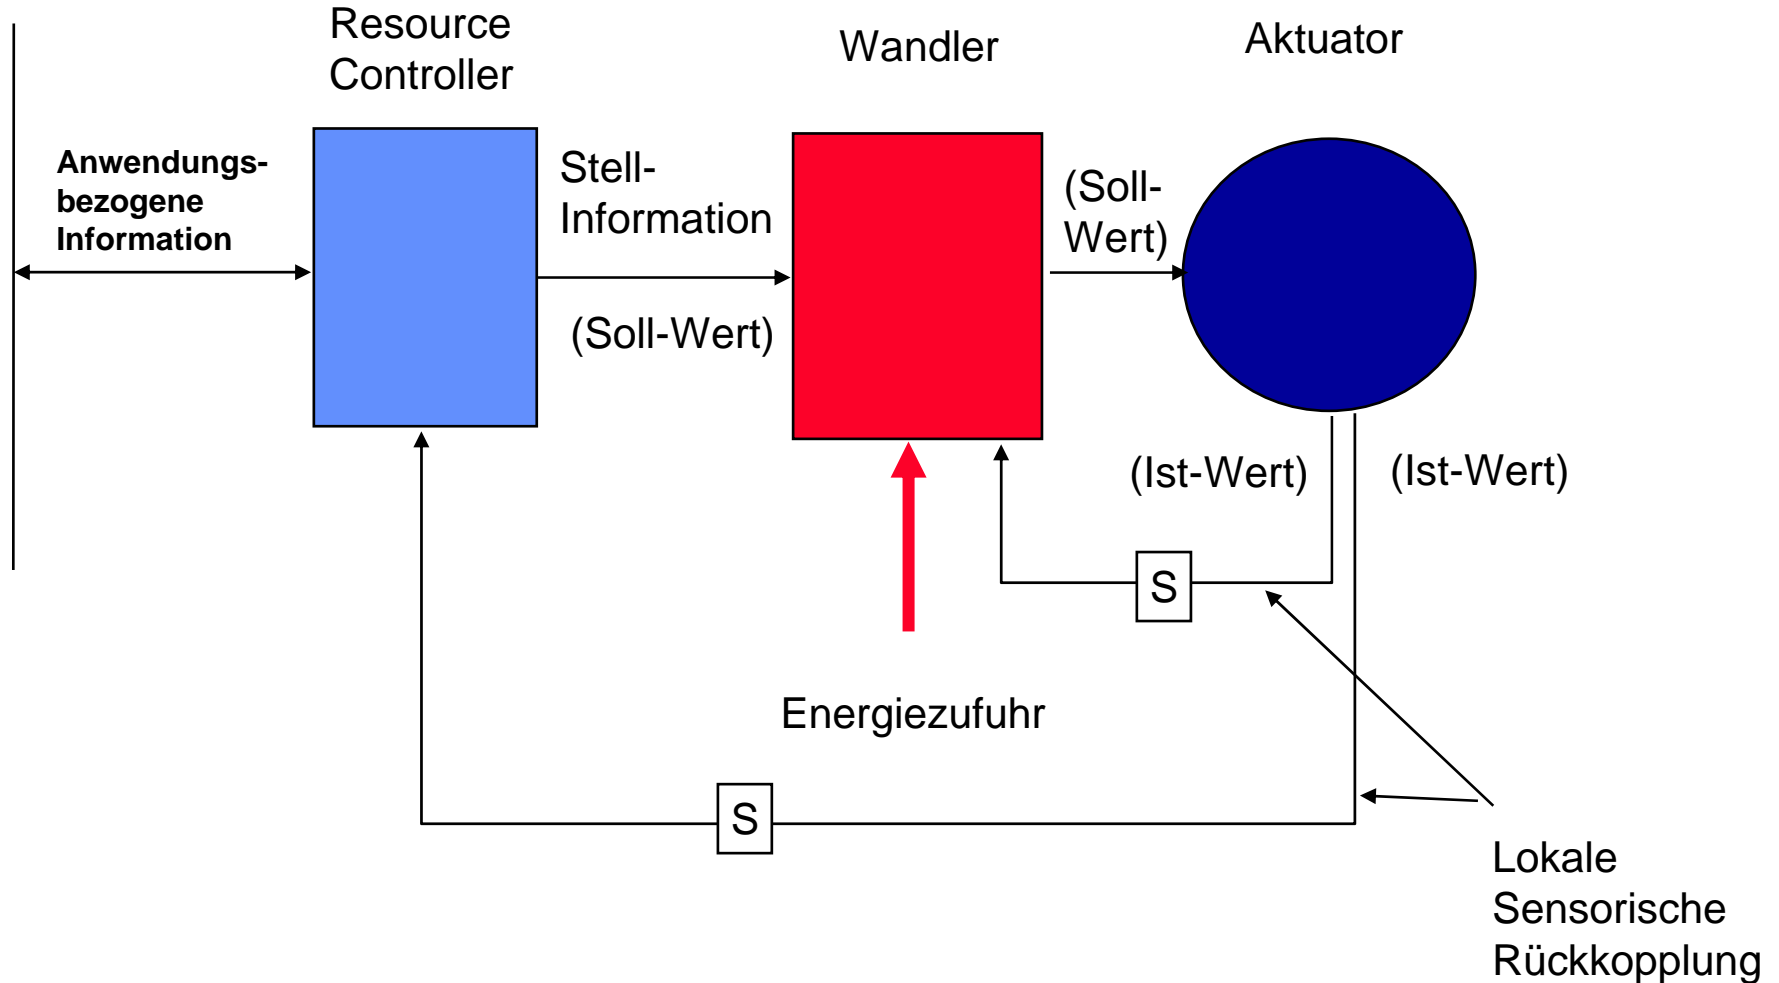 Resource
Controller
Wandler
Aktuator
Anwendungs-
bezogene
Information
Stell-
Information
(Soll-Wert)
(Soll-
Wert)
(Ist-Wert)
(Ist-Wert)
S
Energiezufuhr
S
Lokale
Sensorische
Rückkopplung